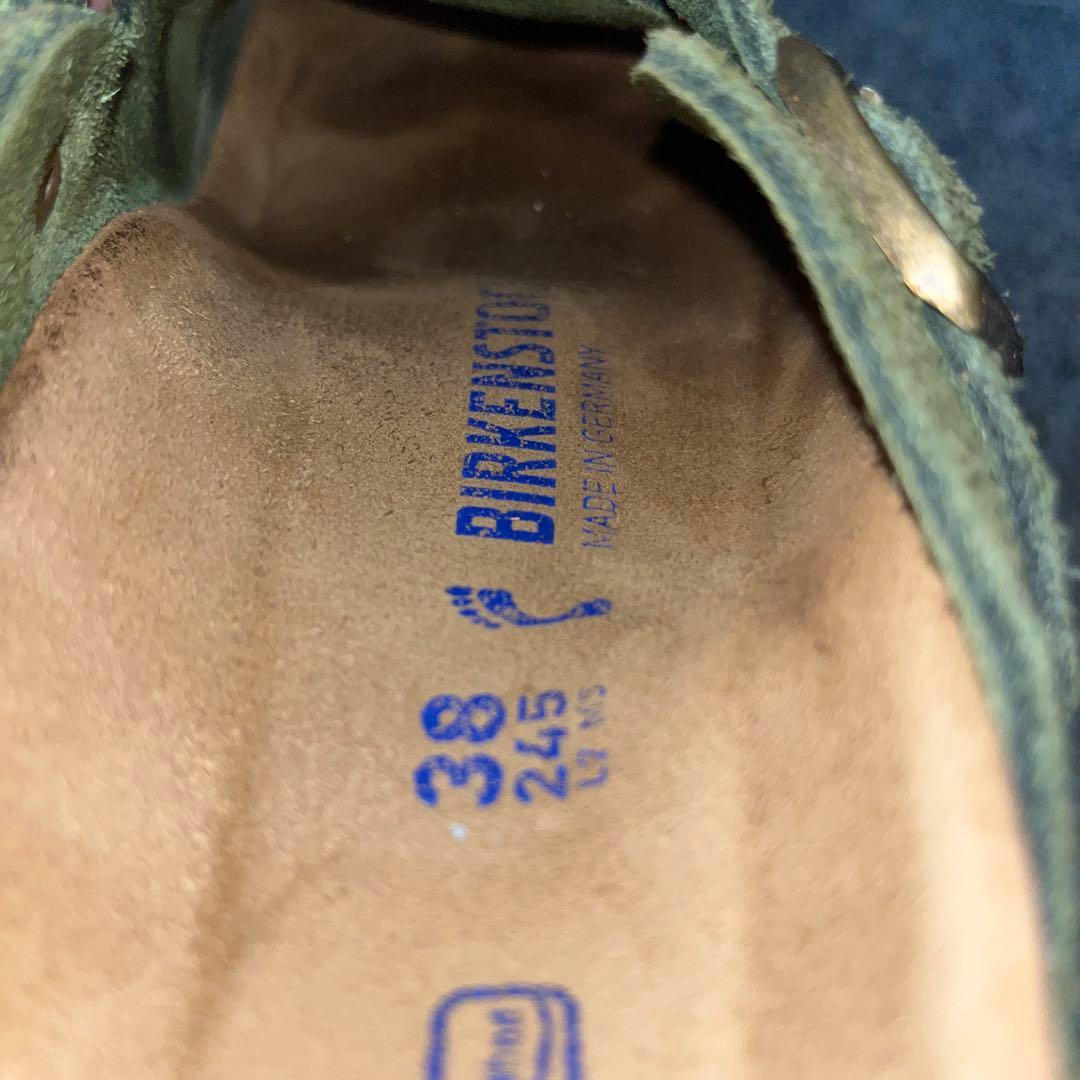 BIRKENSTO
MADE IN GERMANY
38
245
L7 M5